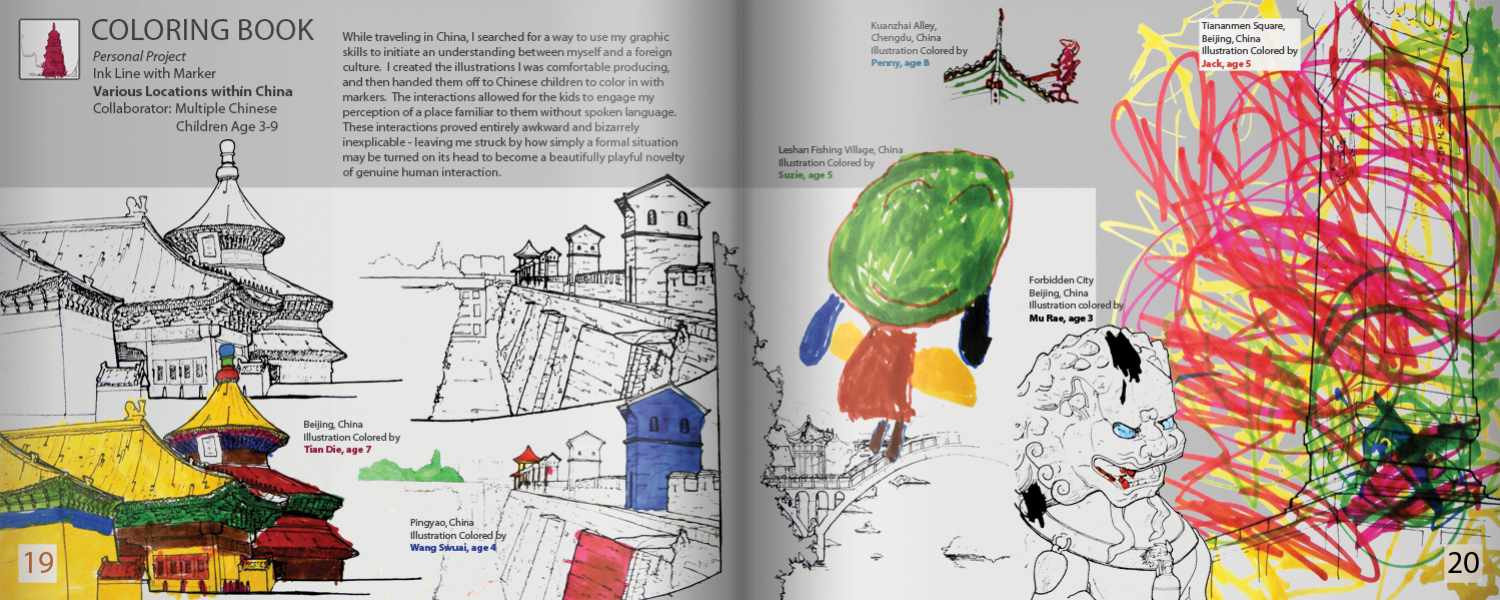 COLORING BOOK
Personal Project
Ink Line with Marker
Various Locations within China
Collaborator: Multiple Chinese
Children Age 3-9
While traveling in China, I searched for a way to use my graphic
skills to initiate an understanding between myself and a foreign
culture. I created the illustrations I was comfortable producing,
and then handed them off to Chinese children to color in with
markers. The interactions allowed for the kids to engage my
perception of a place familiar to them without spoken language.
These interactions proved entirely awkward and bizarrely
inexplicable - leaving me struck by how simply a formal situation
may be turned on its head to become a beautifully playful novelty
of genuine human interaction.
Beijing, China
Illustration Colored by
Tian Die, age 7
Pingyao, China
Illustration Colored by
Wang Swuai, age 4
19
Kuanzhai Alley,
Chengdu, China
Illustration Colored by
Penny, age 8
Tiananmen Square,
Beijing, China
Illustration Colored by
Jack, age 5
Leshan Fishing Village, China
Illustration Colored by
Suzie, age 5
Forbidden City
Beijing, China
Illustration colored by
Mu Rae, age 3
20